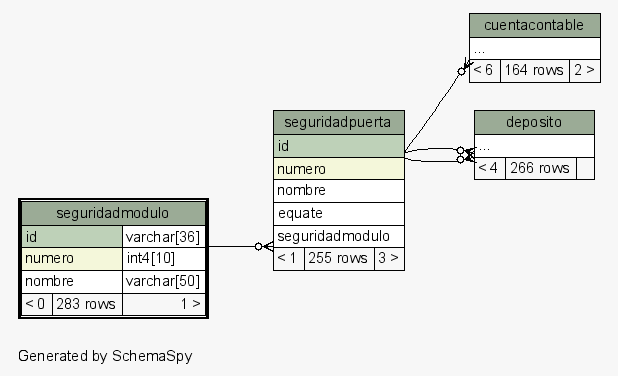 cuentacontable
...
< 6 164 rows 2 >
seguridadpuerta
id
numero
nombre
equate
seguridadmodulo
< 1 255 rows 3 >
deposito
...
< 4 266 rows
seguridadmodulo
id varchar[36]
numero int4[10]
nombre varchar[50]
< 0 283 rows 1 >
Generated by SchemaSpy